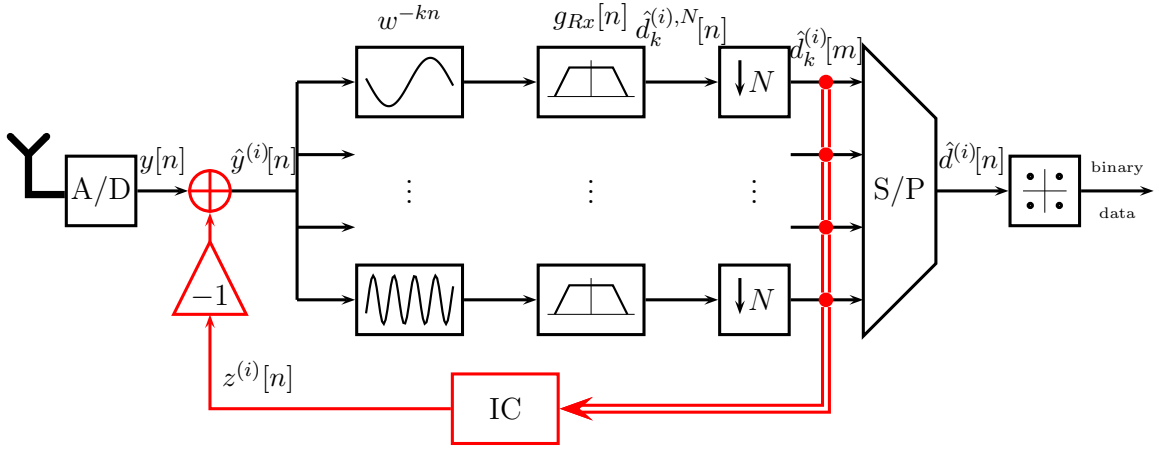 w^{-kn}
g_{Rx}[n]
\hat{d}_k^{(i),N}[n]
\hat{d}_k^{(i)}[m]
↓N
A/D
y[n]
\hat{y}^{(i)}[n]
⋮
⋮
⋮
S/P
\hat{d}^{(i)}[n]
binary
data
−1
↓N
z^{(i)}[n]
IC